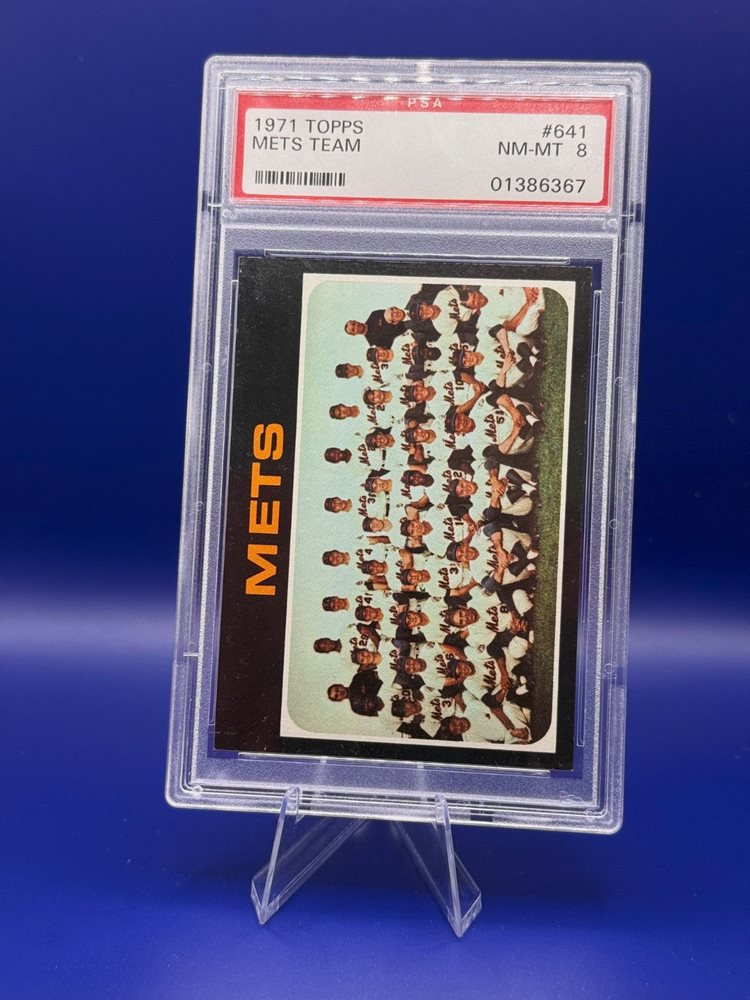 PSA
1971 TOPPS #641
METS TEAM NM-MT 8
01386367
METS